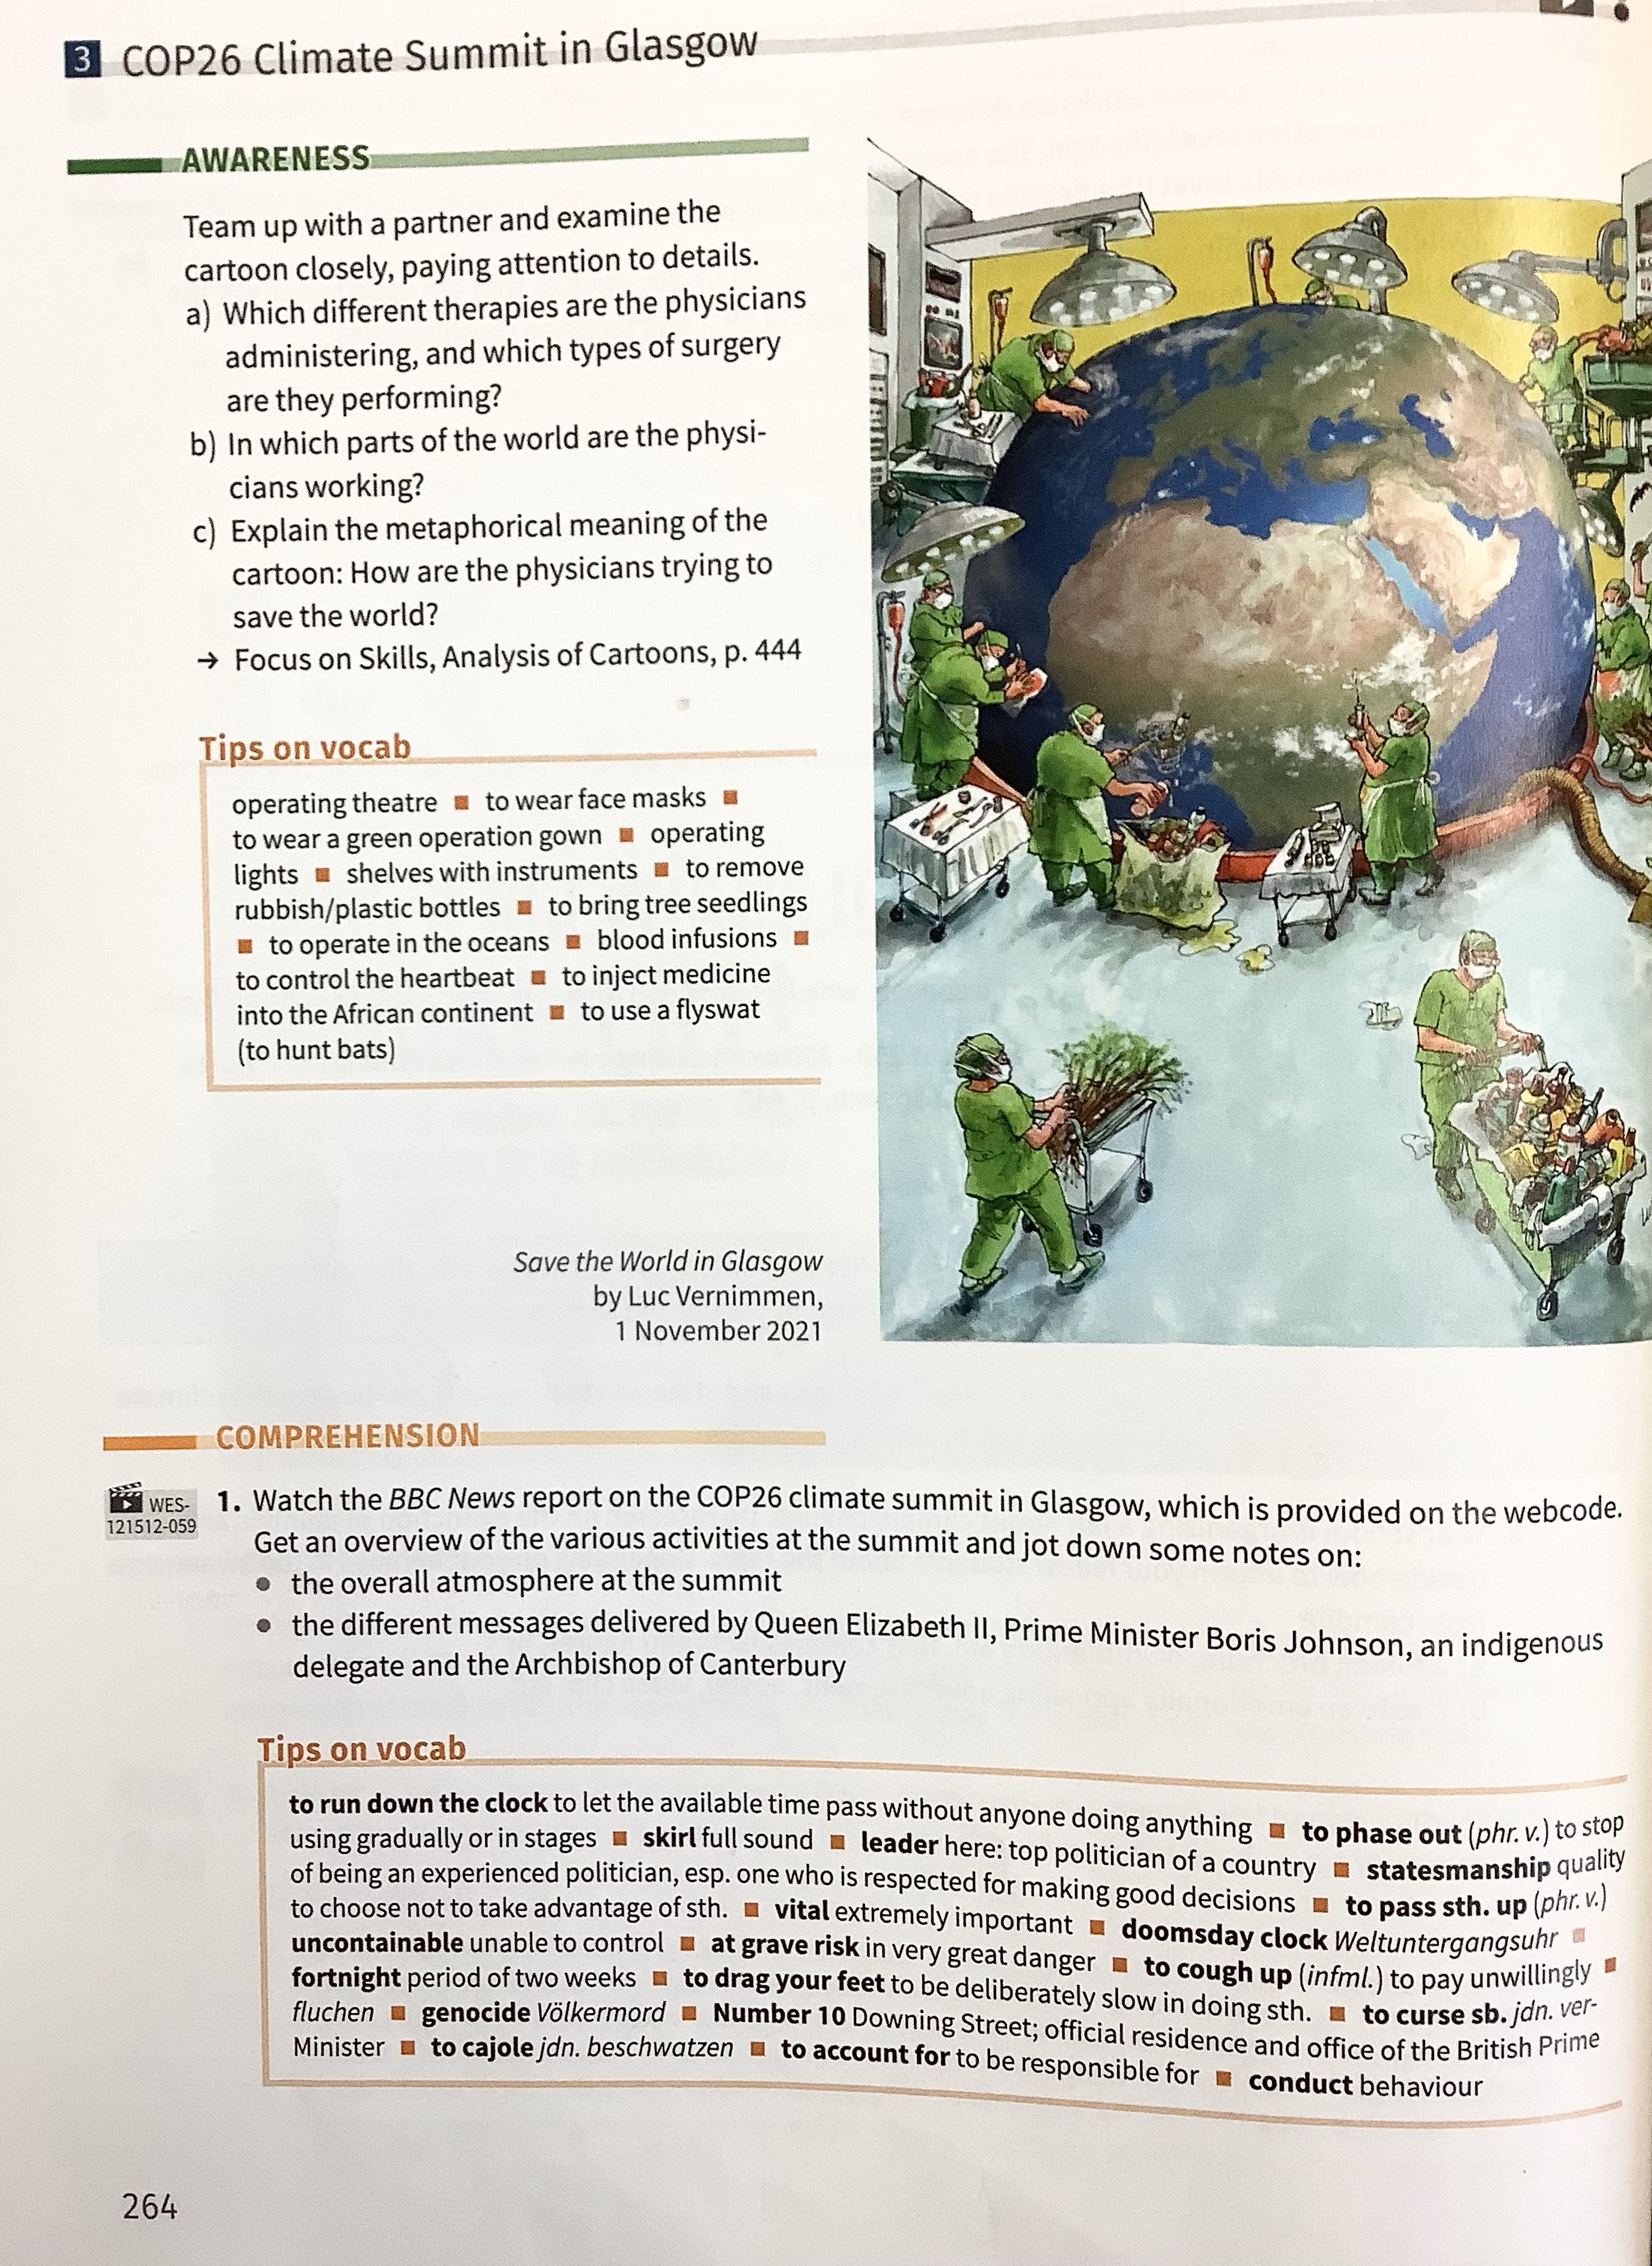 3 COP26 Climate Summit in Glasgow
AWARENESS
Team up with a partner and examine the
cartoon closely, paying attention to details.
a) Which different therapies are the physicians
administering, and which types of surgery
are they performing?
b) In which parts of the world are the physi-
cians working?
c) Explain the metaphorical meaning of the
cartoon: How are the physicians trying to
save the world?
→ Focus on Skills, Analysis of Cartoons, p. 444
Tips on vocab
operating theatre ■ to wear face masks ■
to wear a green operation gown ■ operating
lights ■ shelves with instruments ■ to remove
rubbish/plastic bottles ■ to bring tree seedlings
■ to operate in the oceans ■ blood infusions ■
to control the heartbeat ■ to inject medicine
into the African continent ■ to use a flyswat
(to hunt bats)
Save the World in Glasgow
by Luc Vernimmen,
1 November 2021
COMPREHENSION
WES-
121512-059
1. Watch the BBC News report on the COP26 climate summit in Glasgow, which is provided on the webcode.
Get an overview of the various activities at the summit and jot down some notes on:
• the overall atmosphere at the summit
• the different messages delivered by Queen Elizabeth II, Prime Minister Boris Johnson, an indigenous
delegate and the Archbishop of Canterbury
Tips on vocab
to run down the clock to let the available time pass without anyone doing anything ■ to phase out (phr. v.) to stop
using gradually or in stages ■ skirl full sound ■ leader here: top politician of a country ■ statesmanship quality
of being an experienced politician, esp. one who is respected for making good decisions ■ to pass sth. up (phr. v.)
to choose not to take advantage of sth. ■ vital extremely important ■ doomsday clock Weltuntergangsuhr ■
uncontainable unable to control ■ at grave risk in very great danger ■ to cough up (infml.) to pay unwillingly ■
fortnight period of two weeks ■ to drag your feet to be deliberately slow in doing sth. ■ to curse sb. jdn. ver-
fluchen ■ genocide Völkermord ■ Number 10 Downing Street; official residence and office of the British Prime
Minister ■ to cajole jdn. beschwatzen ■ to account for to be responsible for ■ conduct behaviour
264